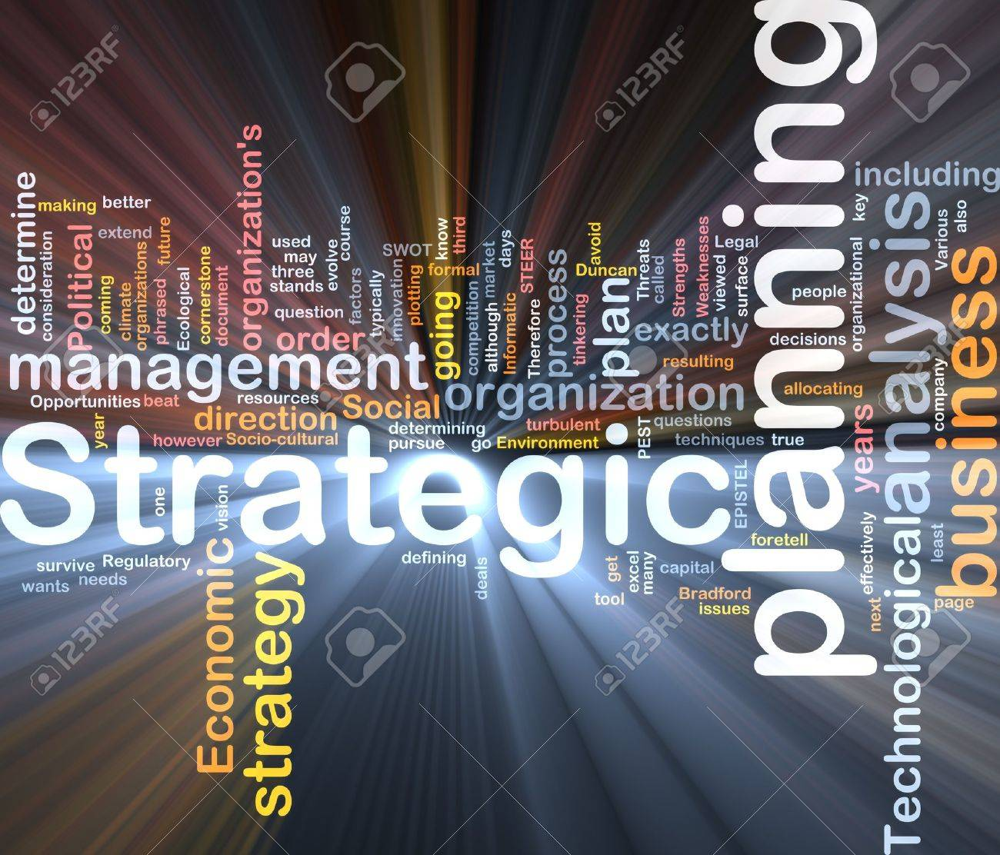 123RF
123RF
planning
including
determine
making
better
consideration
Political
extend
coming
climate
organizations
phrased
future
Ecological
cornerstone
document
organization's
used
may
three
stands
evolve
course
question
order
factors
typically
SWOT
innovation
plotting
formal
know
third
going
competition
although
market
days
Informatic
STEER
Therefore
process
tinkering
avoid
Duncan
plan
Threats
called
Strengths
Weaknesses
Legal
viewed
surface
exactly
people
decisions
organizational
key
analysis
Various
also
business
company
management
Opportunities
beat
resources
Social
organization
resulting
allocating
year
direction
however
Socio-cultural
determining
pursue
go
turbulent
Environment
PEST
questions
techniques
true
years
Strategic
one
vision
EPISTEL
foretell
survive
Regulatory
wants
needs
Economic
strategy
defining
deals
get
tool
excel
many
capital
Bradford
issues
effectively
next
Technological
least
page
123RF
123RF